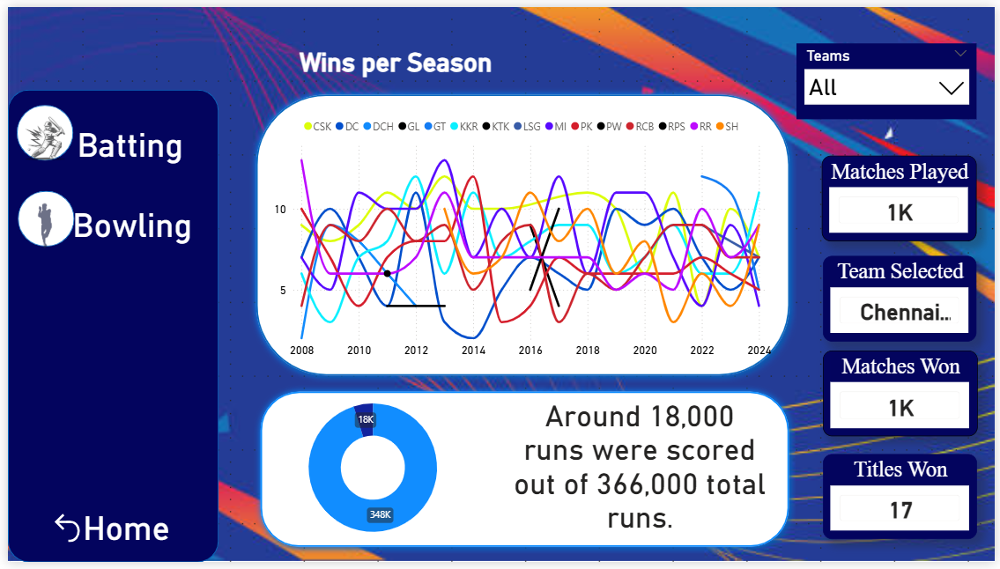 Wins per Season
Teams
All
Batting
Bowling
Home
CSK DC DCH GL GT KKR KTK LSG MI PK PW RCB RPS RR SH
10
5
2008 2010 2012 2014 2016 2018 2020 2022 2024
18K
348K
Around 18,000
runs were scored
out of 366,000 total
runs.
Matches Played
1K
Team Selected
Chennai...
Matches Won
1K
Titles Won
17